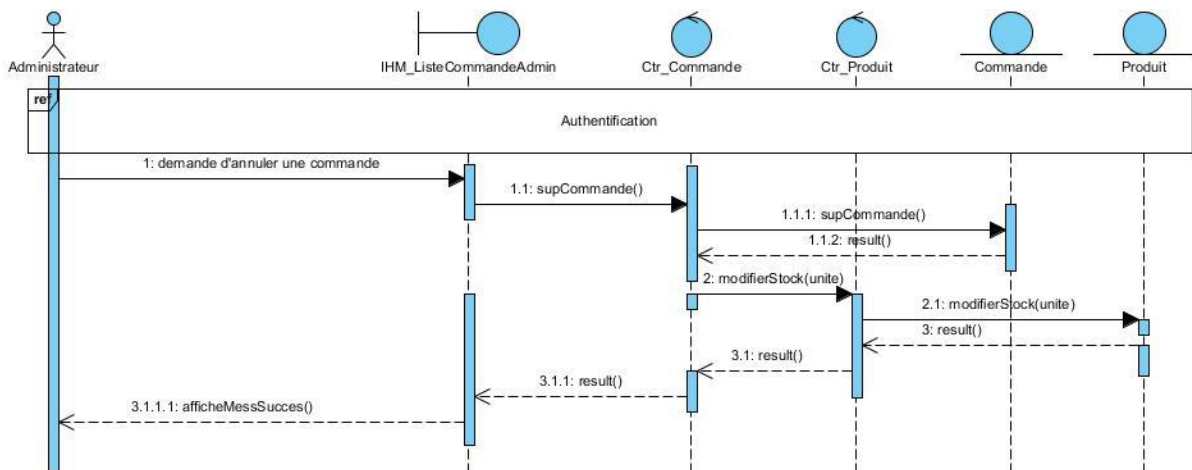 Administrateur
IHM_ListeCommandeAdmin
Ctr_Commande
Ctr_Produit
Commande
Produit
ref
Authentification
1: demande d'annuler une commande
1.1: supCommande()
1.1.1: supCommande()
1.1.2: result()
2: modifierStock(unite)
2.1: modifierStock(unite)
3: result()
3.1: result()
3.1.1: result()
3.1.1.1: afficheMessSucces()